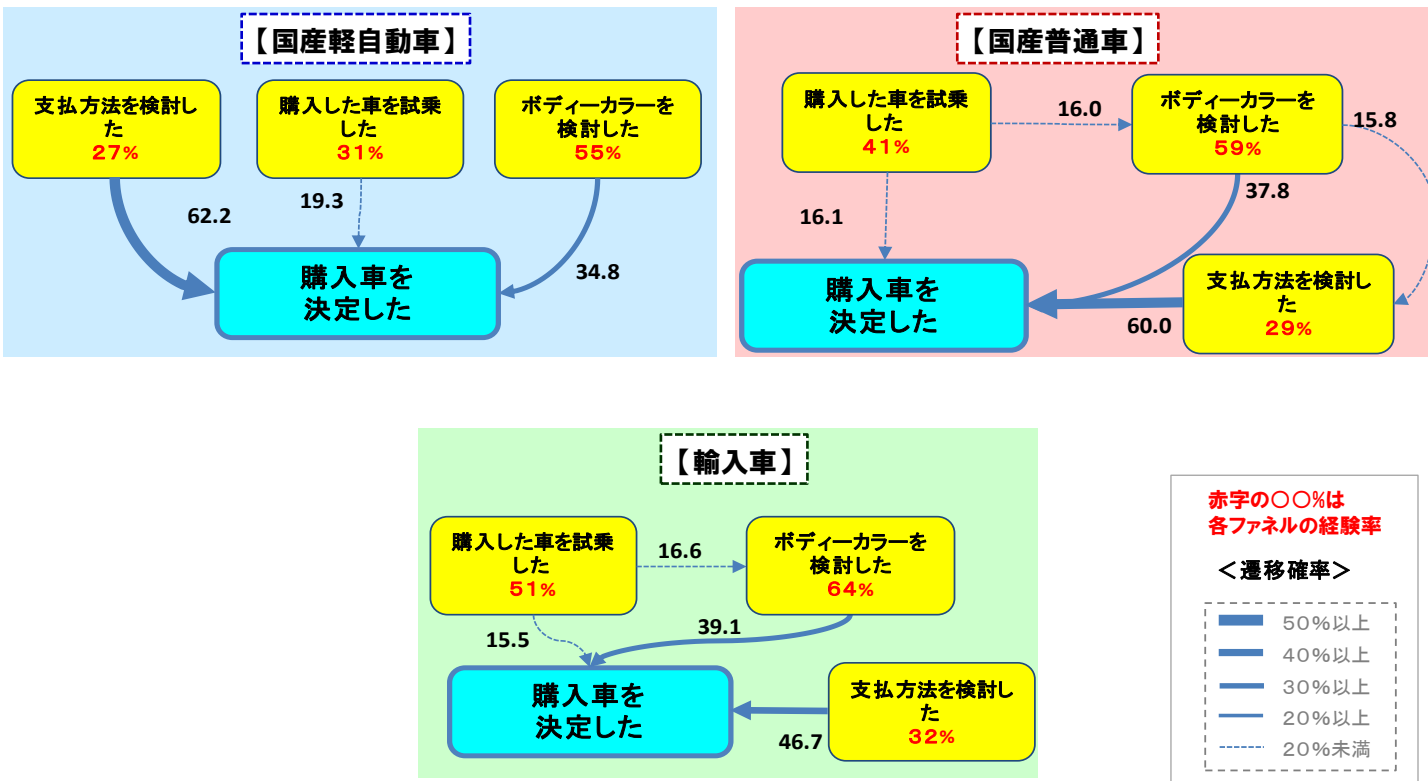 【国産軽自動車】
支払方法を検討し
た
27%
購入した車を試乗
した
31%
ボディーカラーを
検討した
55%
62.2
19.3
34.8
購入車を
決定した
【国産普通車】
購入した車を試乗
した
41%
16.0
ボディーカラーを
検討した
59%
15.8
16.1
37.8
購入車を
決定した
60.0
支払方法を検討し
た
29%
【輸入車】
購入した車を試乗
した
51%
16.6
ボディーカラーを
検討した
64%
15.5
39.1
購入車を
決定した
46.7
支払方法を検討し
た
32%
赤字の○○%は
各ファネルの経験率
＜遷移確率＞
50%以上
40%以上
30%以上
20%以上
20%未満